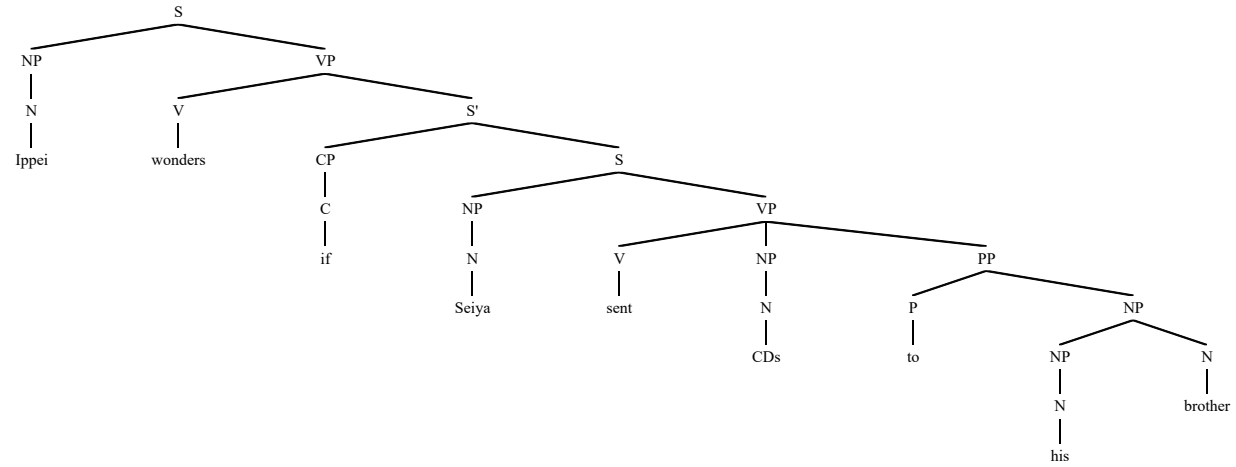 S
NP VP
N V S'
Ippei wonders CP S
C NP VP
if N V NP PP
Seiya sent N P NP
CDs to NP N
N brother
his